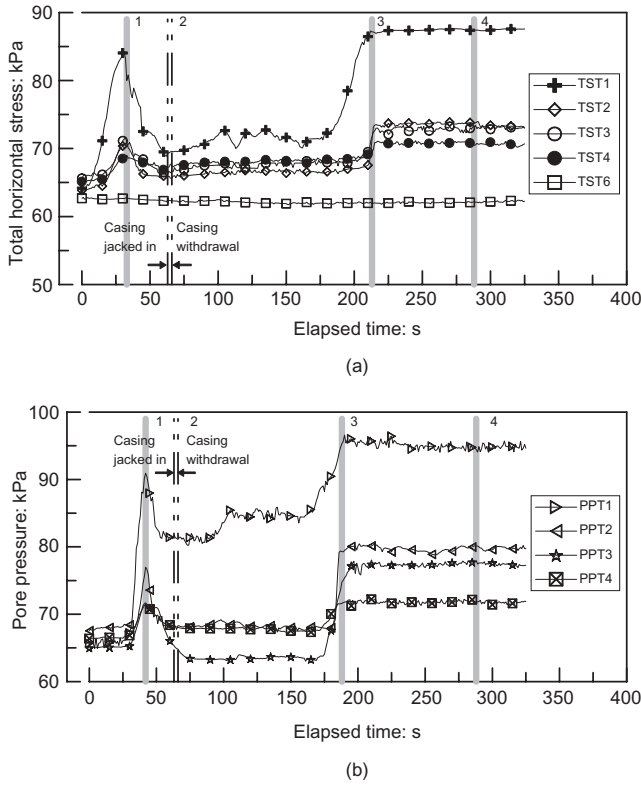 90
80
70
60
50
Total horizontal stress: kPa
1
2
3
4
Casing
jacked in
Casing
withdrawal
TST1
TST2
TST3
TST4
TST6
0
50
100
150
200
250
300
350
400
Elapsed time: s
(a)
100
90
80
70
60
Pore pressure: kPa
1
2
3
4
Casing
jacked in
Casing
withdrawal
PPT1
PPT2
PPT3
PPT4
0
50
100
150
200
250
300
350
400
Elapsed time: s
(b)